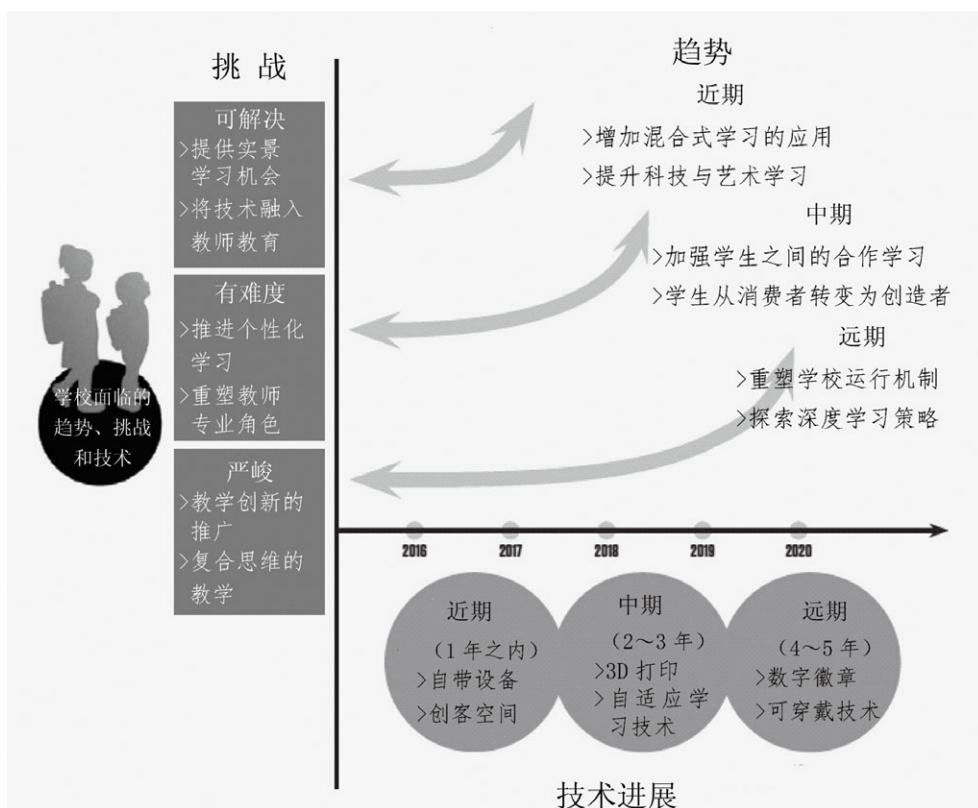 挑战
可解决
>提供实景
学习机会
>将技术融入
教师教育
有难度
>推进个性化
学习
>重塑教师
专业角色
严峻
>教学创新的
推广
>复合思维的
教学
学校面临的
趋势、挑战
和技术
趋势
近期
>增加混合式学习的应用
>提升科技与艺术学习
中期
>加强学生之间的合作学习
>学生从消费者转变为创造者
远期
>重塑学校运行机制
>探索深度学习策略
2016
2017
2018
2019
2020
近期
（1年之内）
>自带设备
>创客空间
中期
（2～3年）
>3D打印
>自适应学
习技术
远期
（4～5年）
>数字徽章
>可穿戴技术
技术进展